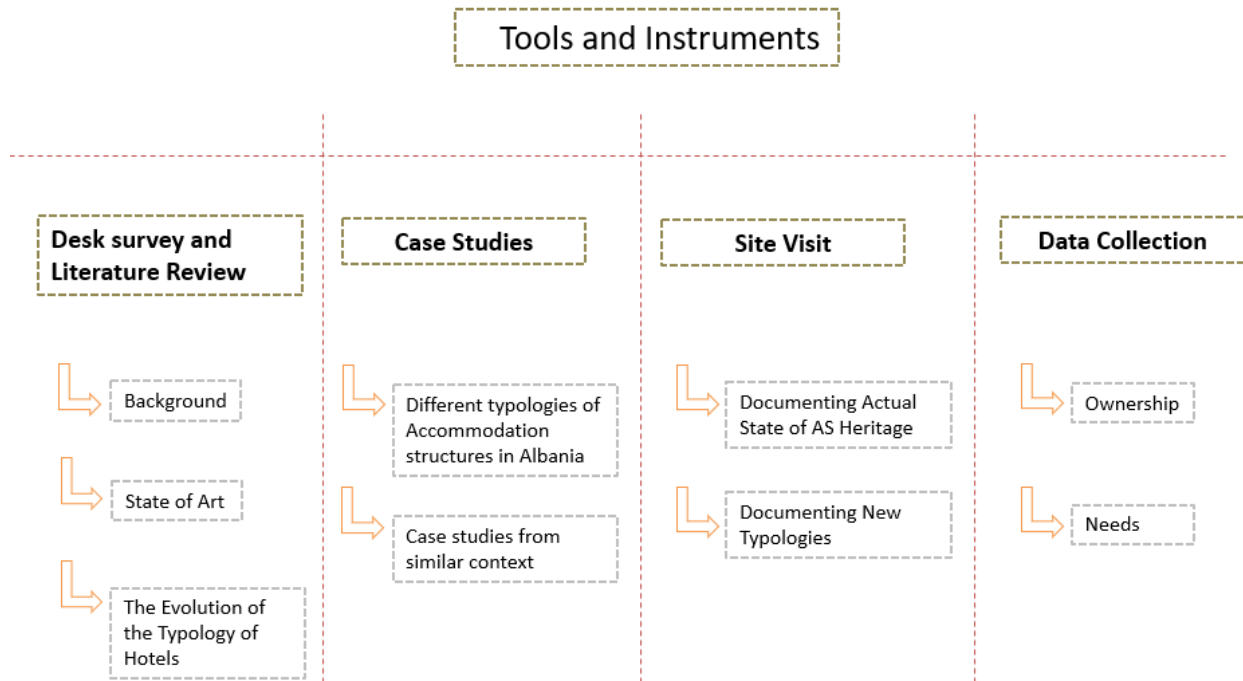 Tools and Instruments
Desk survey and
Literature Review
Background
State of Art
The Evolution of
the Typology of
Hotels
Case Studies
Different typologies of
Accommodation
structures in Albania
Case studies from
similar context
Site Visit
Documenting Actual
State of AS Heritage
Documenting New
Typologies
Data Collection
Ownership
Needs